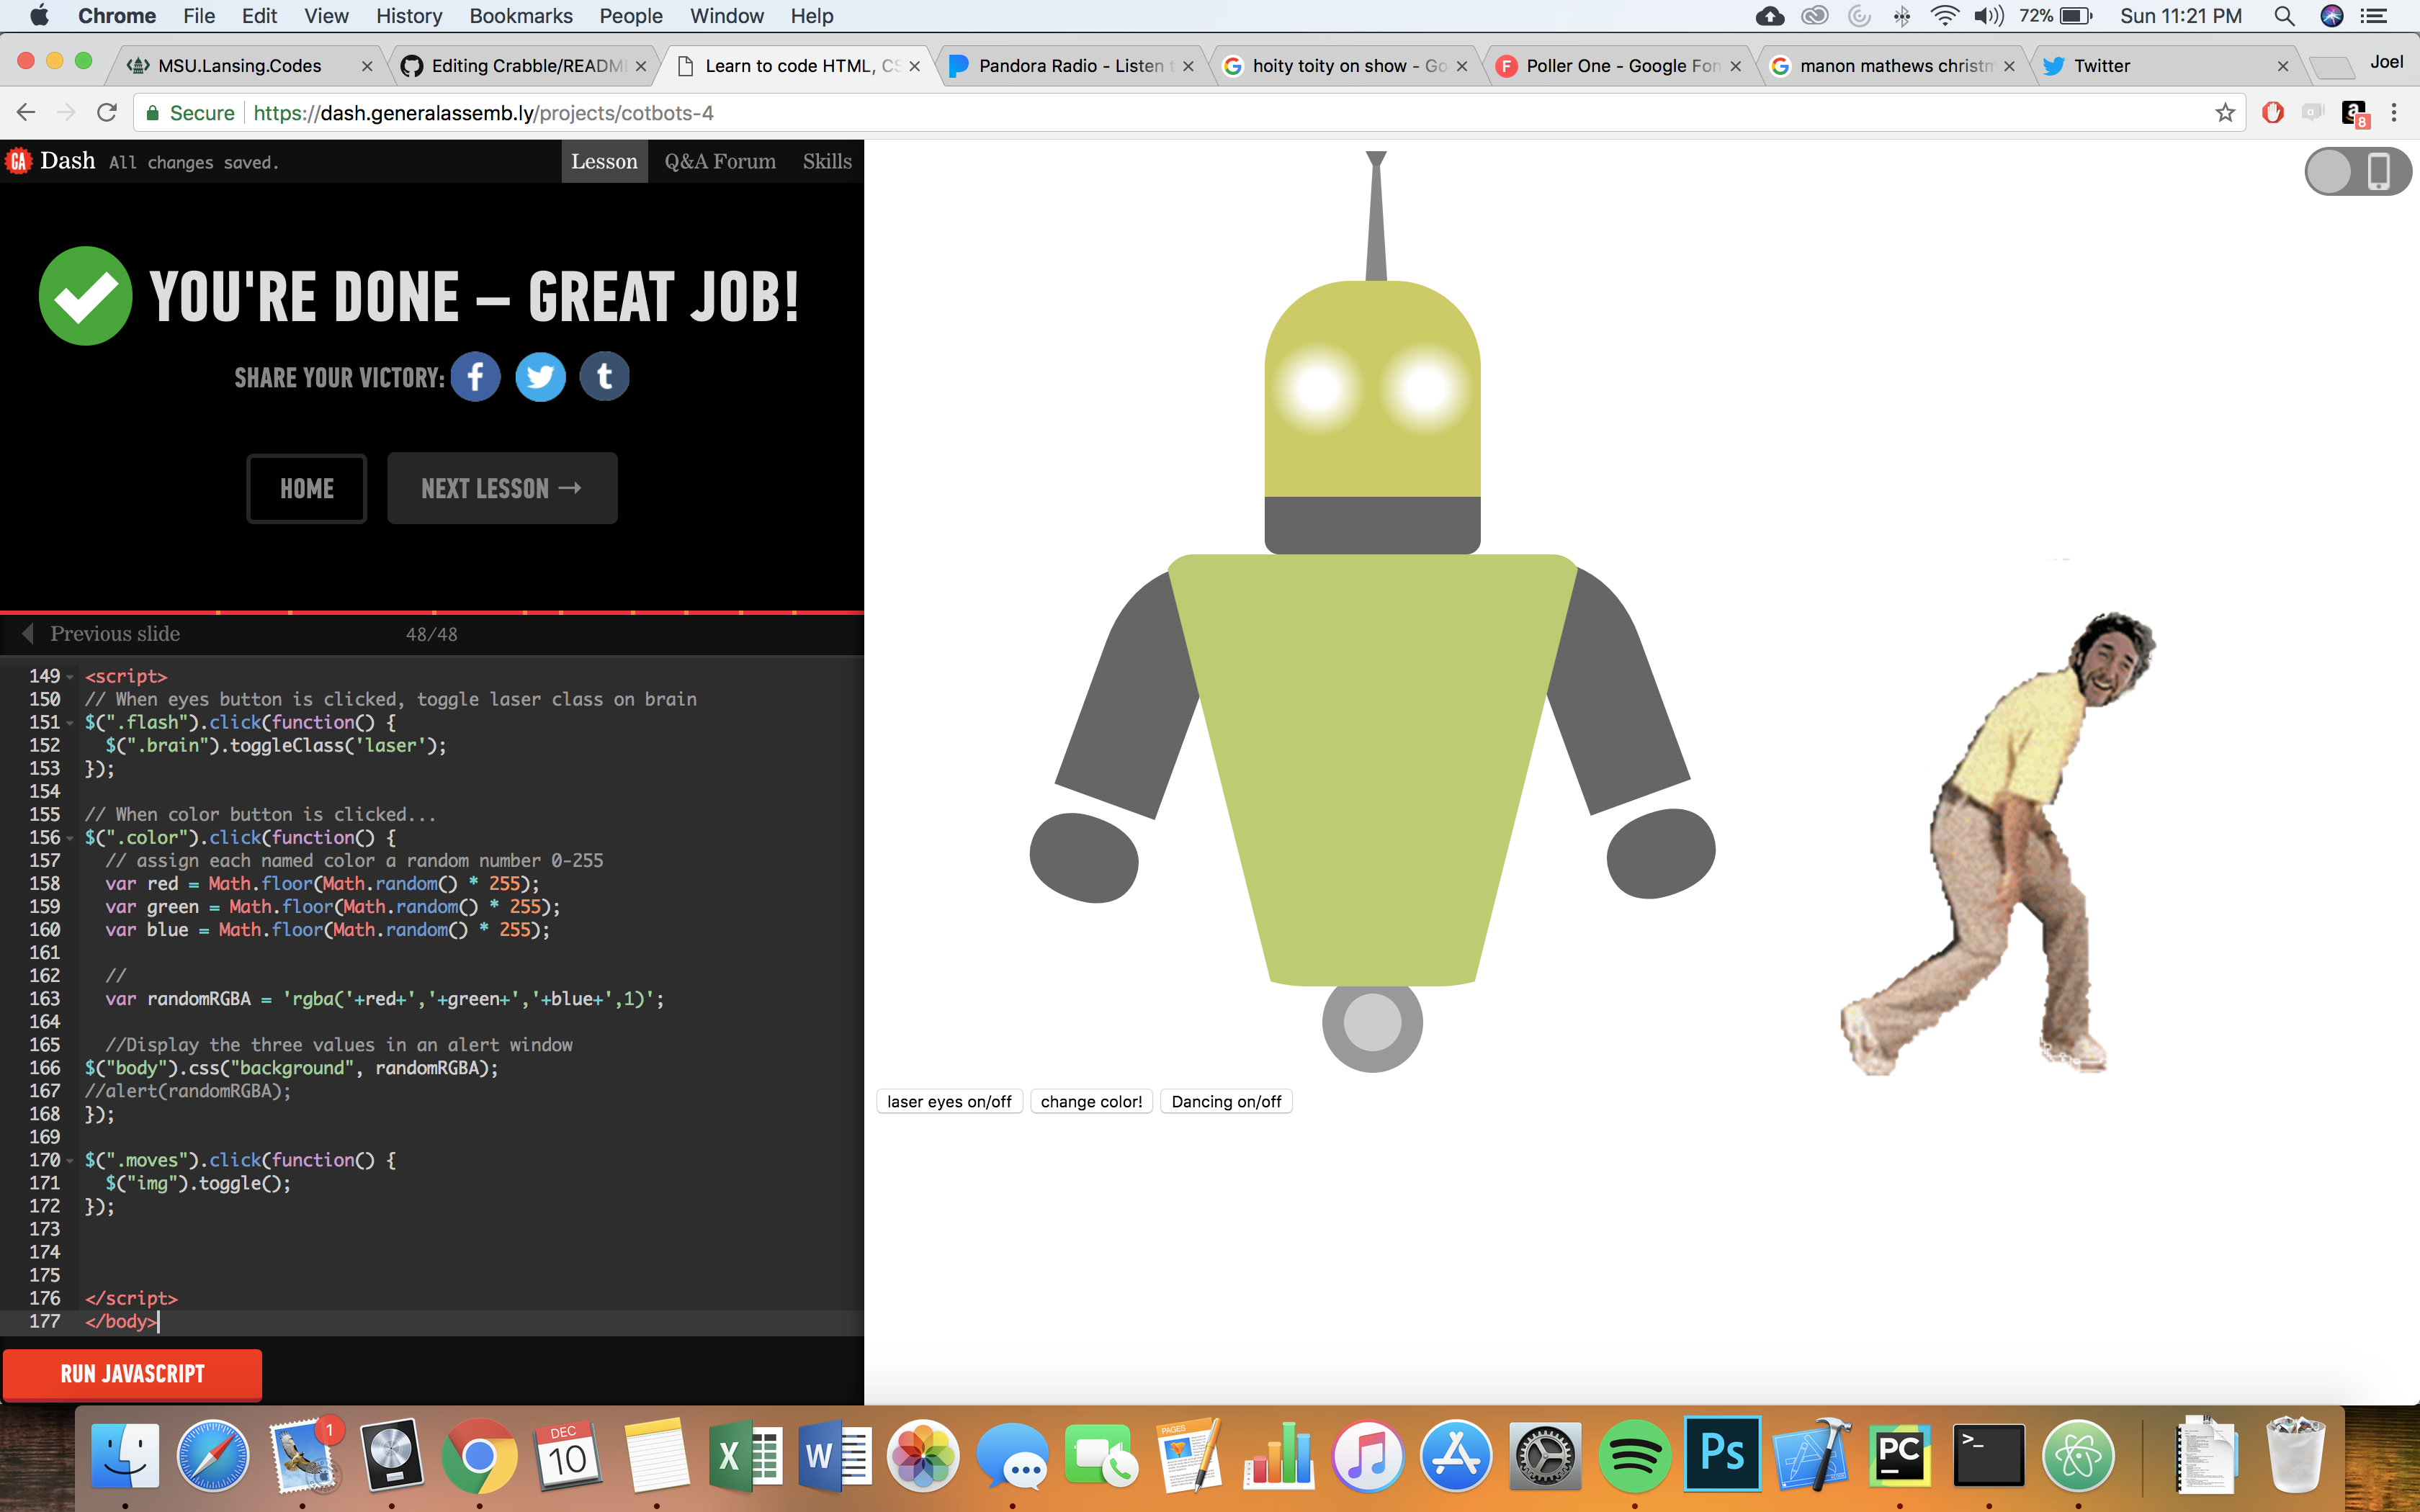 Chrome File Edit View History Bookmarks People Window Help 72% Sun 11:21 PM
MSU.Lansing.Codes Editing Crabble/READM Learn to code HTML, CS Pandora Radio - Listen t hoity toity on show - Go Poller One - Google Fon manon mathews christm Twitter Joel
Secure https://dash.generalassemb.ly/projects/cotbots-4 a 8
GA Dash All changes saved. Lesson Q&A Forum Skills
YOU'RE DONE — GREAT JOB!
SHARE YOUR VICTORY: f t
HOME NEXT LESSON →
Previous slide 48/48
149 <script>
150 // When eyes button is clicked, toggle laser class on brain
151 $(".flash").click(function() {
152 $(".brain").toggleClass('laser');
153 });
154
155 // When color button is clicked...
156 $(".color").click(function() {
157 // assign each named color a random number 0-255
158 var red = Math.floor(Math.random() * 255);
159 var green = Math.floor(Math.random() * 255);
160 var blue = Math.floor(Math.random() * 255);
161
162 //
163 var randomRGBA = 'rgba('+red+','+green+','+blue+',1)';
164
165 //Display the three values in an alert window
166 $("body").css("background", randomRGBA);
167 //alert(randomRGBA);
168 });
169
170 $(".moves").click(function() {
171 $("img").toggle();
172 });
173
174
175
176 </script>
177 </body>
RUN JAVASCRIPT
laser eyes on/off change color! Dancing on/off
1 DEC 10 X W PAGES Ps PC >_